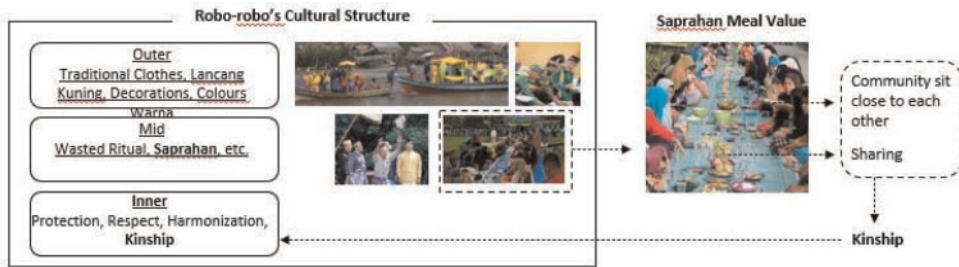 Robo-robo's Cultural Structure
Outer
Traditional Clothes, Lancang
Kuning, Decorations, Colours
Warna
Mid
Wasted Ritual, Saprahan, etc.
Inner
Protection, Respect, Harmonization,
Kinship
Saprahan Meal Value
Community sit
close to each
other
Sharing
Kinship